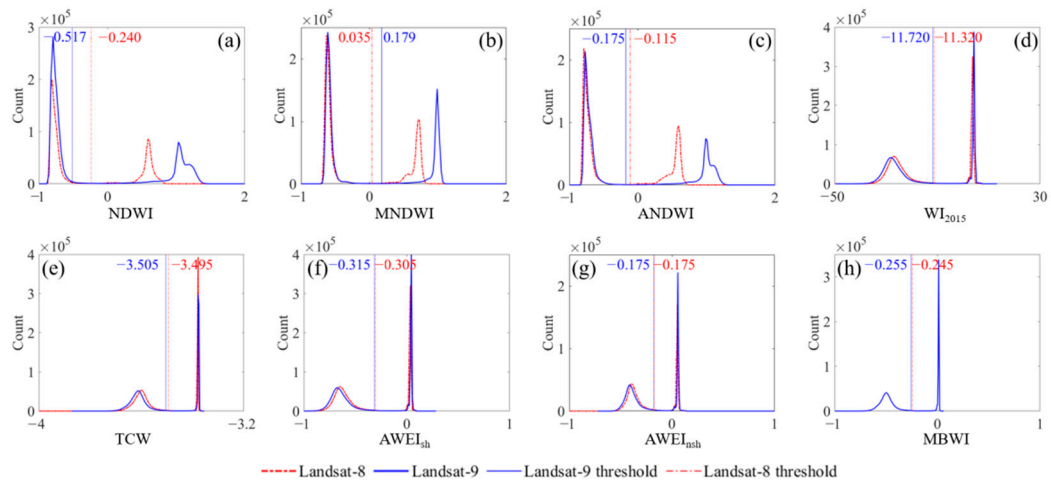 ×10⁵ ×10⁵ ×10⁵ ×10⁵
3 −0.517 −0.240 (a)
2
1
0
Count
−1 0 2
NDWI
2.5 0.035 0.179 (b)
2
1
0
Count
−1 0 2
MNDWI
2.5 −0.175 −0.115 (c)
2
1
0
Count
−1 0 2
ANDWI
4 −11.720 −11.320 (d)
3
2
1
0
Count
−50 30
WI₂₀₁₅
×10⁵ ×10⁵ ×10⁵ ×10⁵
4 (e) −3.505 −3.495
3
2
1
0
Count
−4 −3.2
TCW
4 (f) −0.315 −0.305
3
2
1
0
Count
−1 0 1
AWEIsh
(g) −0.175 −0.175
2
1
0
Count
−1 0 1
AWEInsh
(h) −0.255 −0.245
3
2
1
0
Count
−1 0 1
MBWI
Landsat-8 Landsat-9 Landsat-9 threshold Landsat-8 threshold